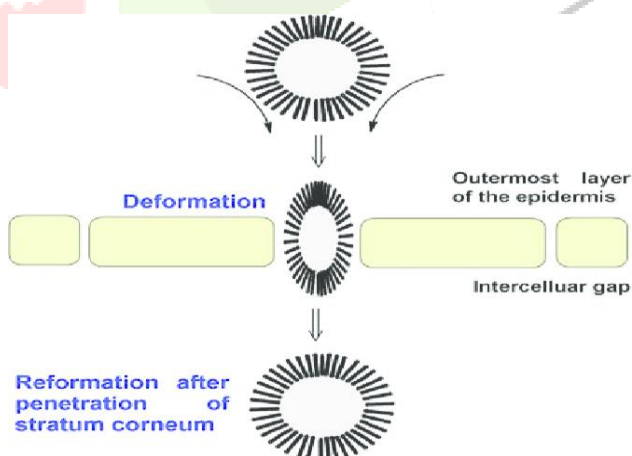 Outermost layer
of the epidermis
Deformation
Intercelluar gap
Reformation after
penetration of
stratum corneum